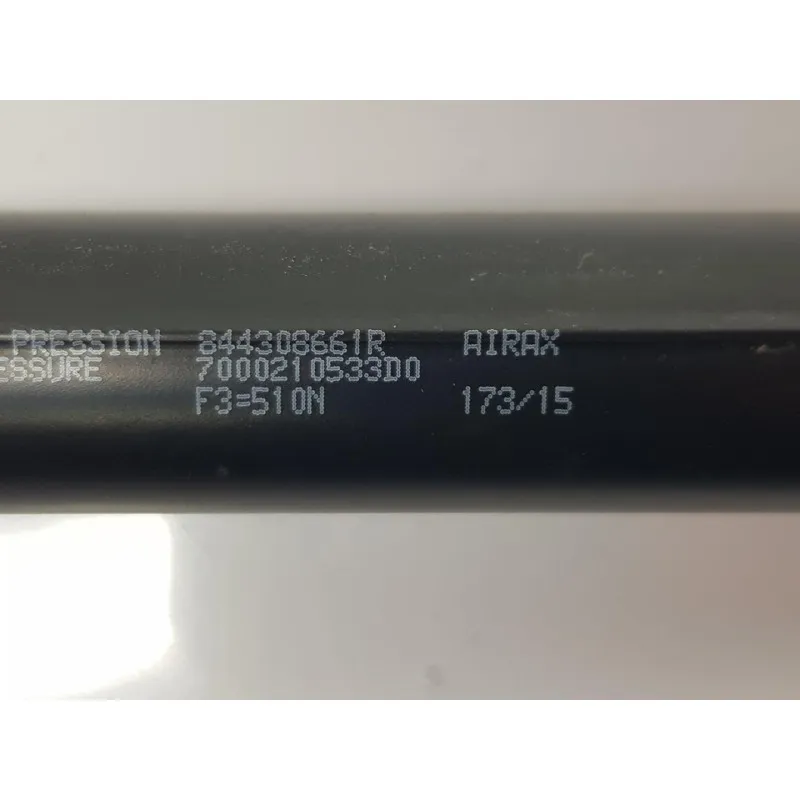 PRESSION 844308661R AIRAX
ESSURE 7000210533D0
F3=510N 173/15